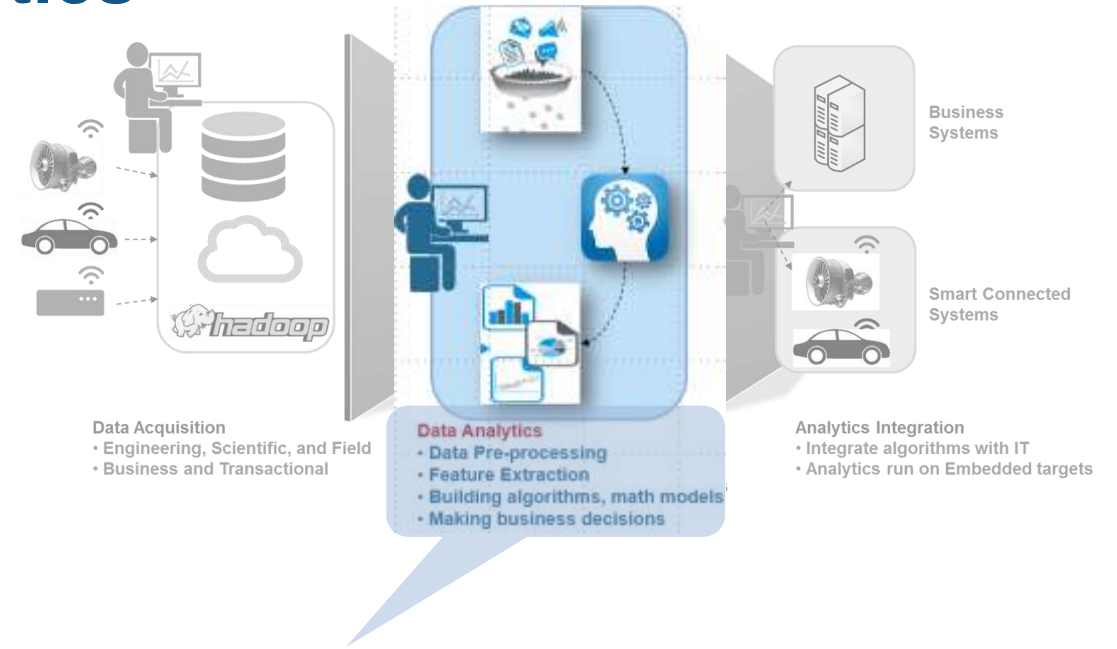 hadoop
Business
Systems
Smart Connected
Systems
Data Acquisition
• Engineering, Scientific, and Field
• Business and Transactional
Data Analytics
• Data Pre-processing
• Feature Extraction
• Building algorithms, math models
• Making business decisions
Analytics Integration
• Integrate algorithms with IT
• Analytics run on Embedded targets